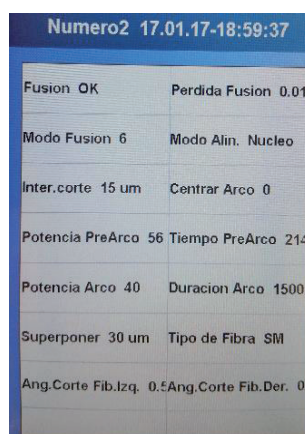 Numero2 17.01.17-18:59:37
Fusion OK Perdida Fusion 0.01
Modo Fusion 6 Modo Alin. Nucleo
Inter.corte 15 um Centrar Arco 0
Potencia PreArco 56 Tiempo PreArco 214
Potencia Arco 40 Duracion Arco 1500
Superponer 30 um Tipo de Fibra SM
Ang.Corte Fib.Izq. 0.5 Ang.Corte Fib.Der. 0